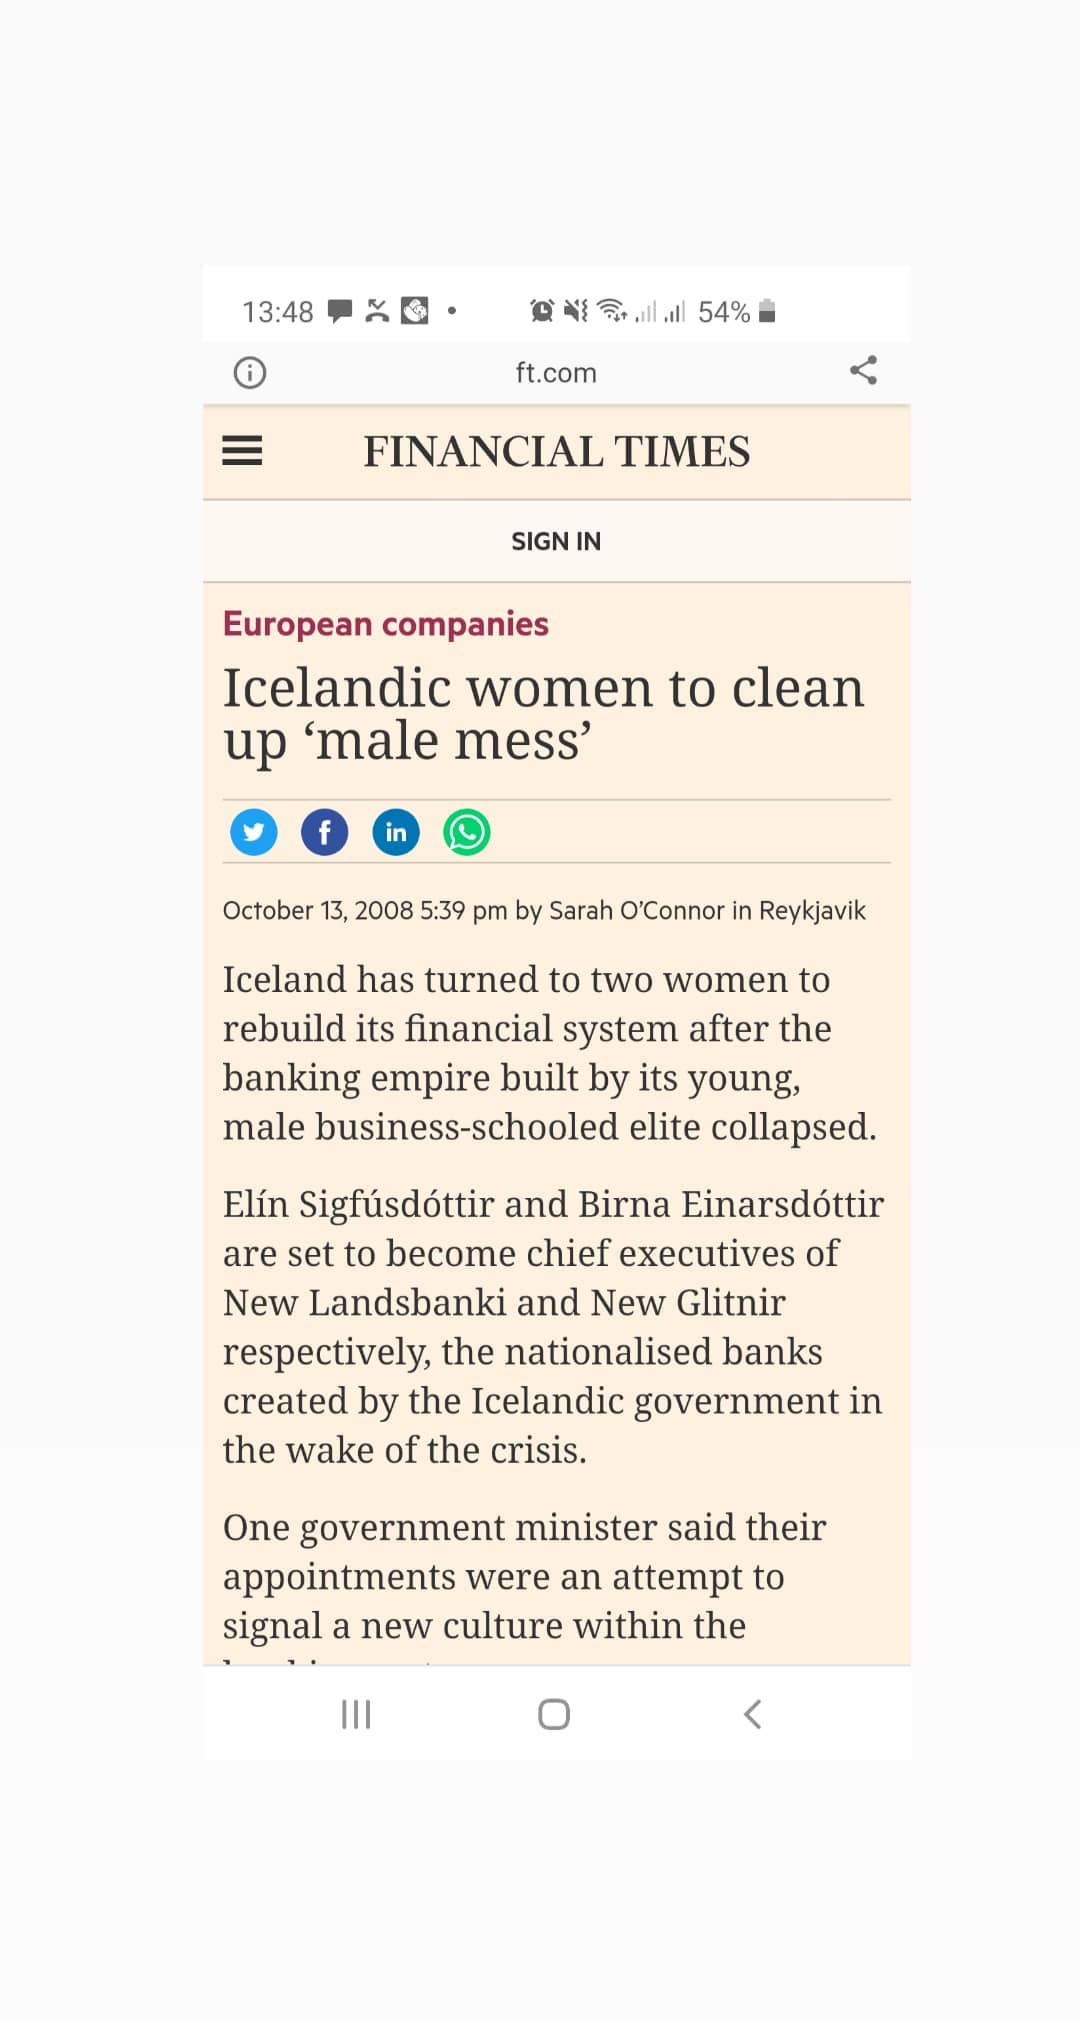 13:48
54%
ft.com
FINANCIAL TIMES
SIGN IN
European companies
Icelandic women to clean
up ‘male mess’
October 13, 2008 5:39 pm by Sarah O’Connor in Reykjavik
Iceland has turned to two women to
rebuild its financial system after the
banking empire built by its young,
male business-schooled elite collapsed.
Elín Sigfúsdóttir and Birna Einarsdóttir
are set to become chief executives of
New Landsbanki and New Glitnir
respectively, the nationalised banks
created by the Icelandic government in
the wake of the crisis.
One government minister said their
appointments were an attempt to
signal a new culture within the